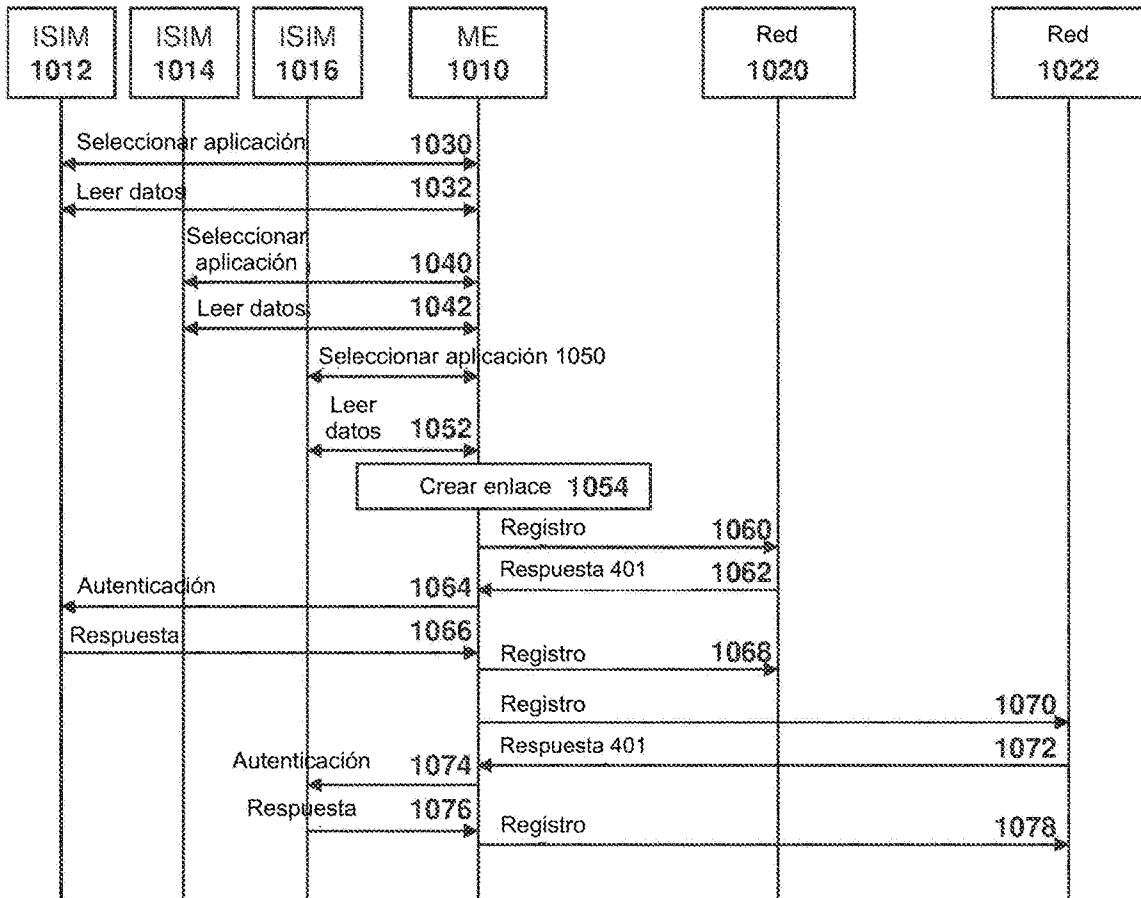 ISIM
1012
ISIM
1014
ISIM
1016
ME
1010
Red
1020
Red
1022
Seleccionar aplicación 1030
Leer datos 1032
Seleccionar
aplicación 1040
Leer datos 1042
Seleccionar aplicación 1050
Leer
datos 1052
Crear enlace 1054
Registro 1060
Respuesta 401 1062
Autenticación 1064
Respuesta 1066
Registro 1068
Registro 1070
Respuesta 401 1072
Autenticación 1074
Respuesta 1076
Registro 1078